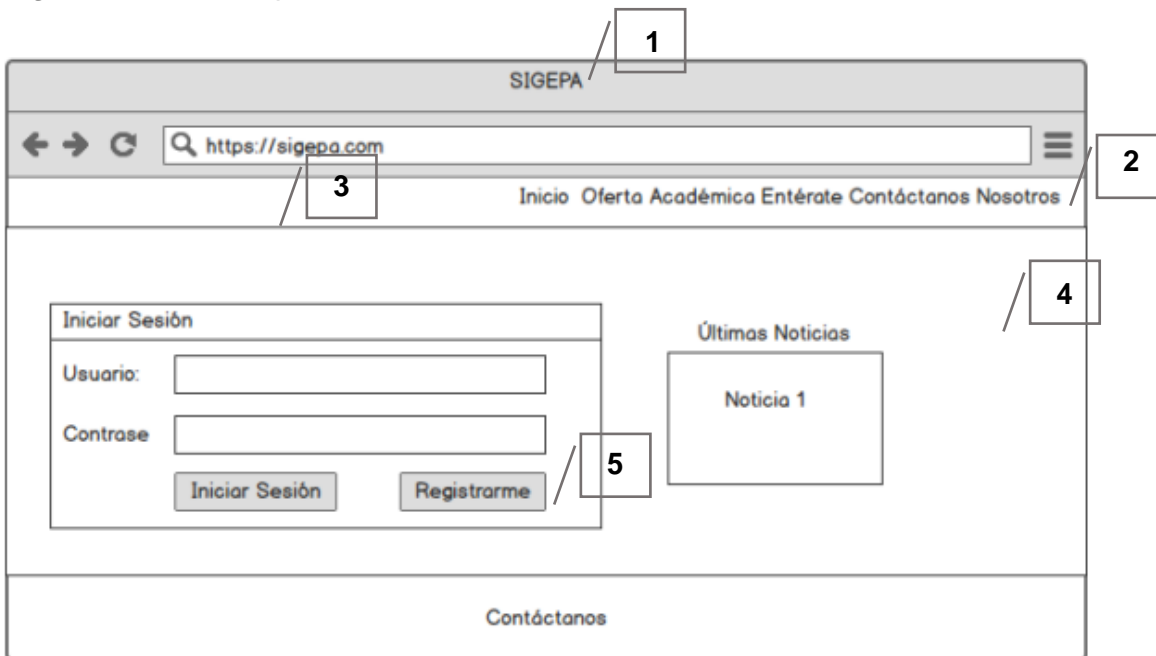 1
SIGEPA
https://sigepa.com
2
3
Inicio Oferta Académica Entérate Contáctanos Nosotros
4
Iniciar Sesión
Últimas Noticias
Usuario:
Noticia 1
Contrase
5
Iniciar Sesión
Registrarme
Contáctanos